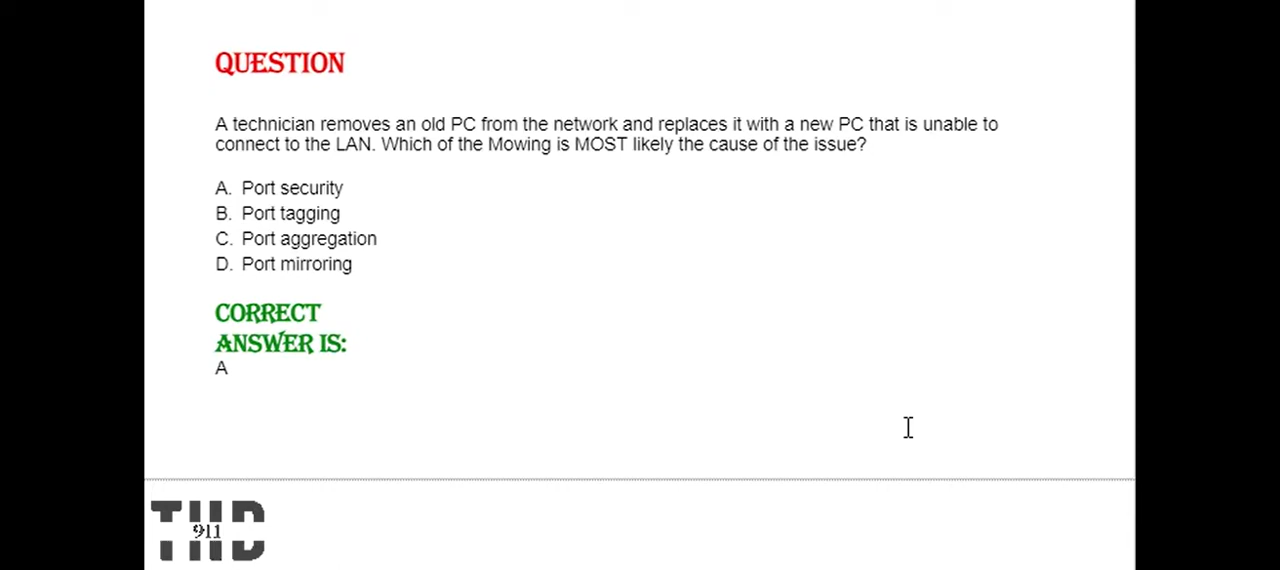 QUESTION
A technician removes an old PC from the network and replaces it with a new PC that is unable to
connect to the LAN. Which of the Mowing is MOST likely the cause of the issue?
A. Port security
B. Port tagging
C. Port aggregation
D. Port mirroring
CORRECT
ANSWER IS:
A
THD
911